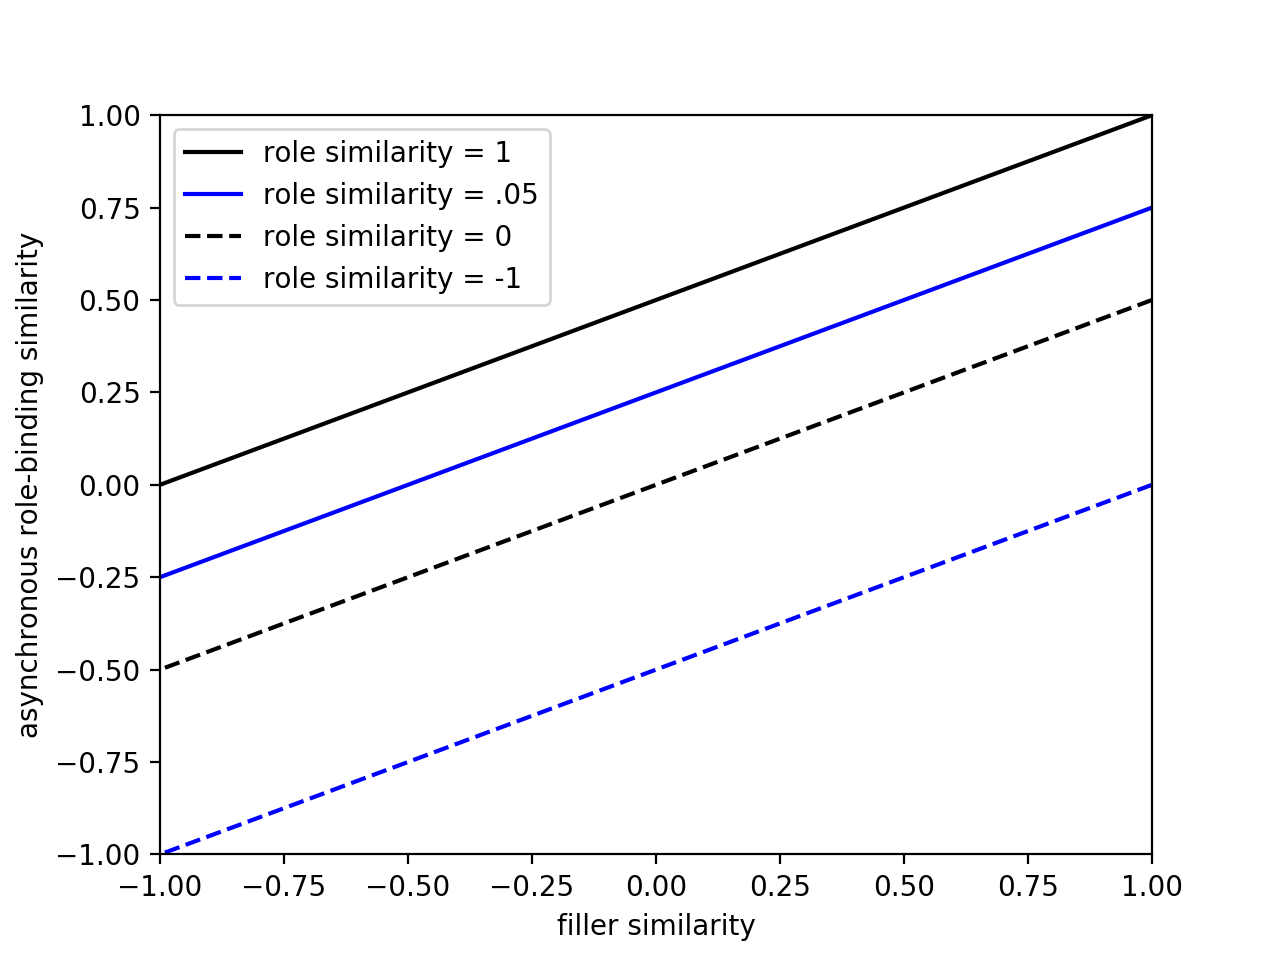 1.00
0.75
0.50
0.25
0.00
−0.25
−0.50
−0.75
−1.00
asynchronous role-binding similarity
role similarity = 1
role similarity = .05
role similarity = 0
role similarity = -1
−1.00 −0.75 −0.50 −0.25 0.00 0.25 0.50 0.75 1.00
filler similarity